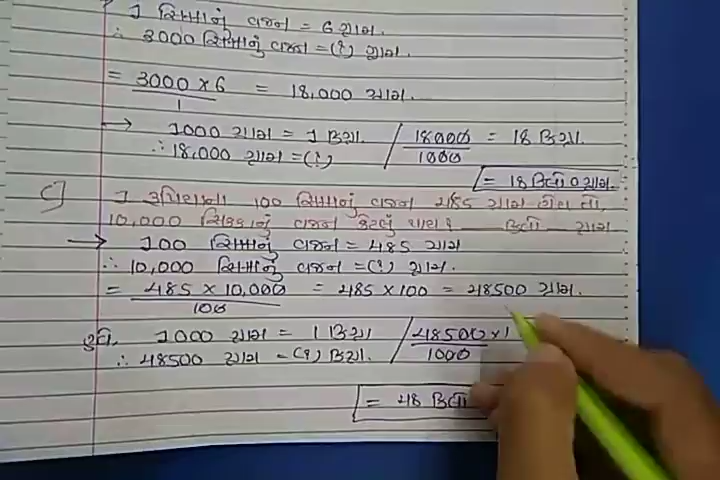 1 સિક્કાનું વજન = 6 ગ્રામ.
∴ 3000 સિક્કાનું વજન = (?) ગ્રામ.
= 3000 × 6 / 1 = 18,000 ગ્રામ.
→ 1000 ગ્રામ = 1 કિગ્રા. / 18000 / 1000 = 18 કિગ્રા.
∴ 18,000 ગ્રામ = (?)
= 18 કિલો 0 ગ્રામ.
1 રૂપિયાના 100 સિક્કાનું વજન 485 ગ્રામ હોય તો,
10,000 સિક્કાનું વજન કેટલું થાય? __ કિલો __ ગ્રામ
→ 100 સિક્કાનું વજન = 485 ગ્રામ
∴ 10,000 સિક્કાનું વજન = (?) ગ્રામ.
= 485 × 10,000 / 100 = 485 × 100 = 48500 ગ્રામ.
હવે, 1000 ગ્રામ = 1 કિગ્રા / 48500 × 1 / 1000
∴ 48500 ગ્રામ = (?) કિગ્રા.
= 48 કિલો